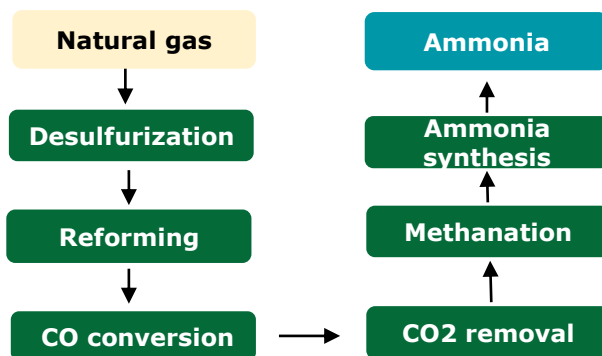 Natural gas
Desulfurization
Reforming
CO conversion
CO2 removal
Methanation
Ammonia
synthesis
Ammonia